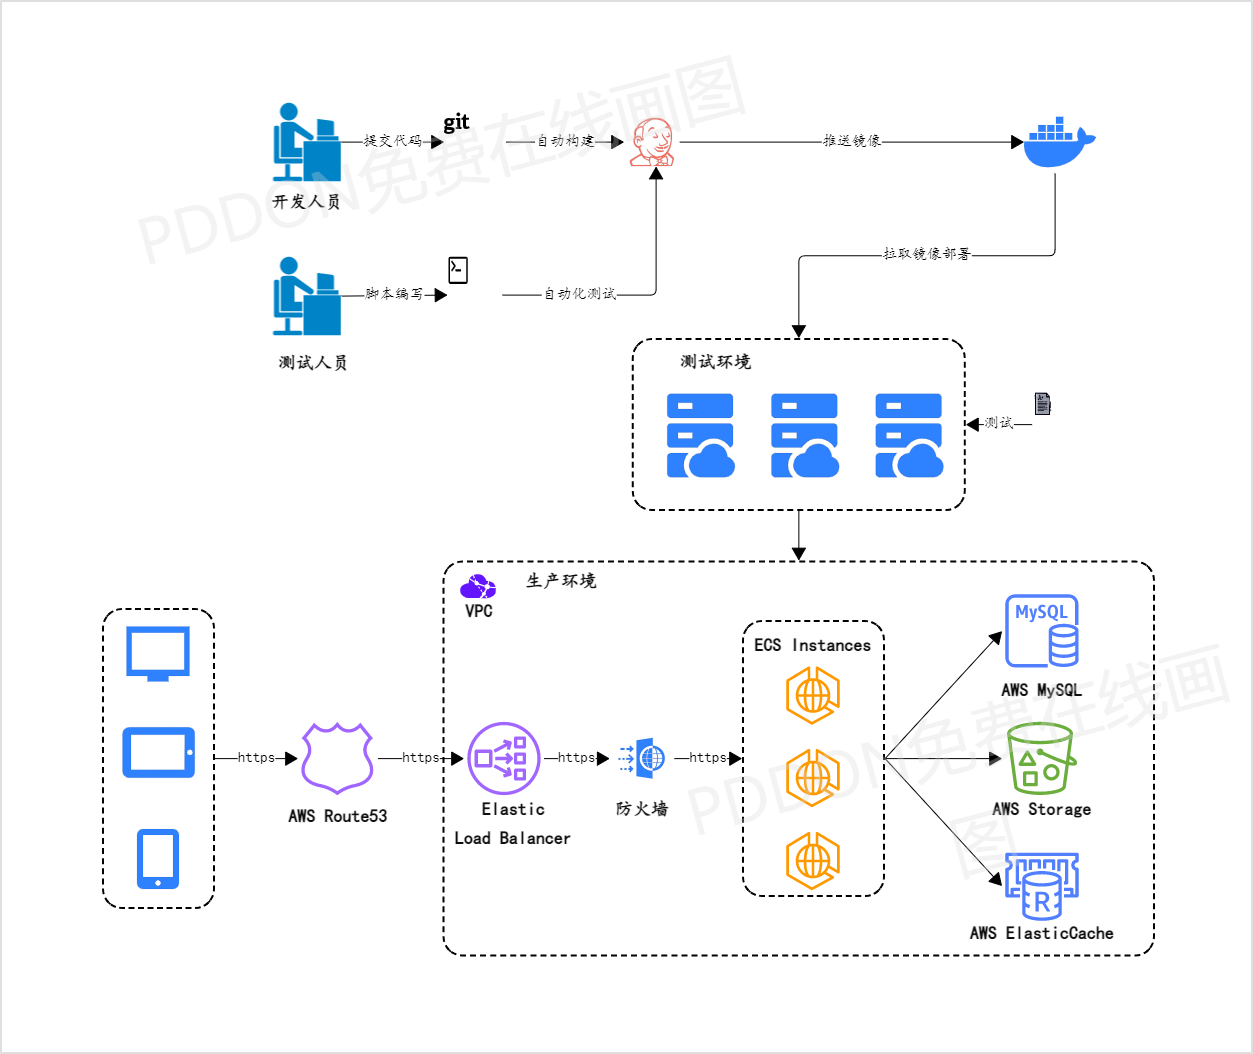 提交代码
git
自动构建
推送镜像
开发人员
拉取镜像部署
脚本编写
自动化测试
测试人员
测试环境
测试
生产环境
VPC
MySQL
ECS Instances
AWS MySQL
https
https
https
https
AWS Route53
Elastic
Load Balancer
防火墙
AWS Storage
R
AWS ElasticCache
PDDON免费在线画图
PDDON免费在线画
图